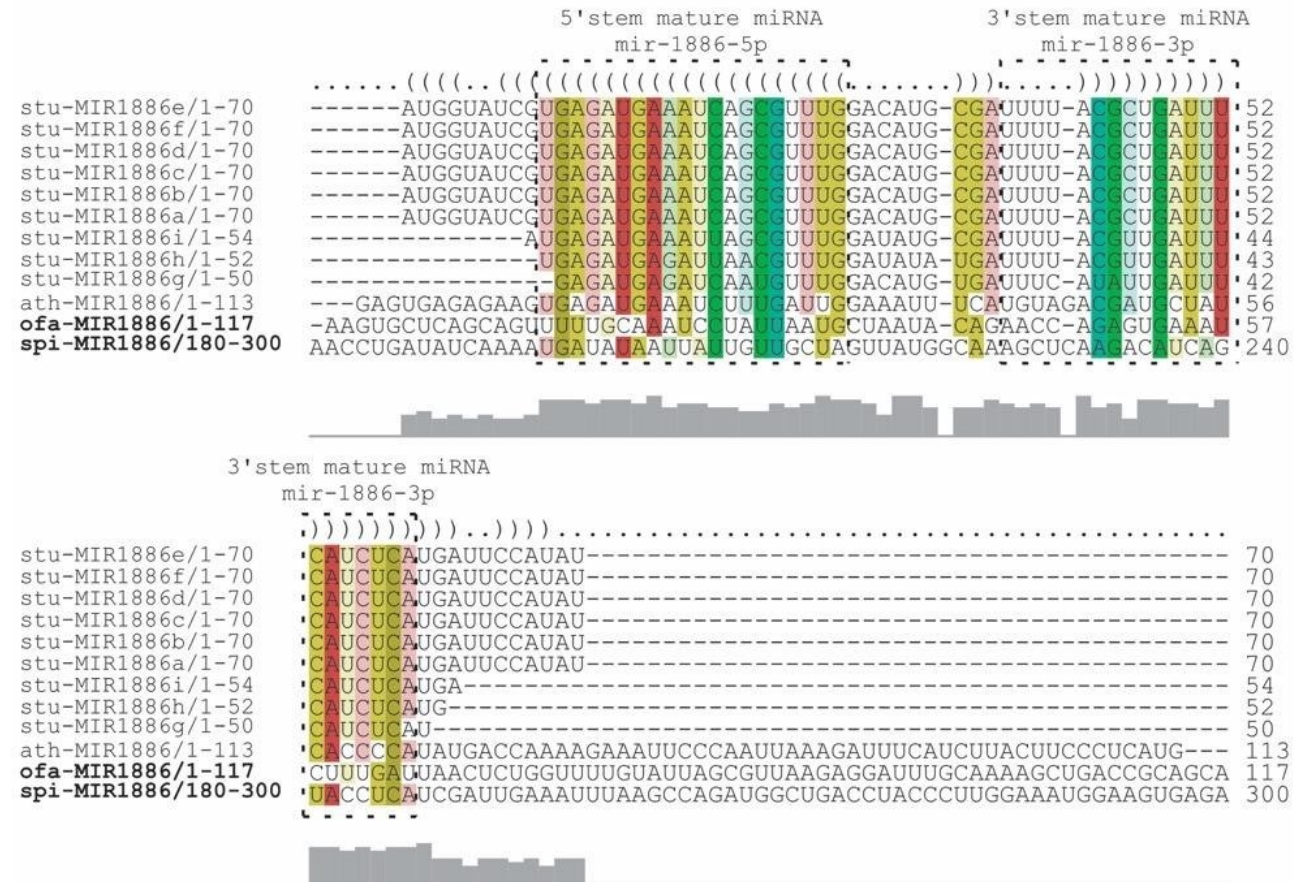 5'stem mature miRNA
mir-1886-5p
3'stem mature miRNA
mir-1886-3p
......((((..(((((((((((((((((((((((.......)))....))))))))))
stu-MIR1886e/1-70 ------AUGGUAUCGUGAGAUGAAAUCAGCGUUUGGACAUG-CGAUUUU-ACGCUGAUUU 52
stu-MIR1886f/1-70 ------AUGGUAUCGUGAGAUGAAAUCAGCGUUUGGACAUG-CGAUUUU-ACGCUGAUUU 52
stu-MIR1886d/1-70 ------AUGGUAUCGUGAGAUGAAAUCAGCGUUUGGACAUG-CGAUUUU-ACGCUGAUUU 52
stu-MIR1886c/1-70 ------AUGGUAUCGUGAGAUGAAAUCAGCGUUUGGACAUG-CGAUUUU-ACGCUGAUUU 52
stu-MIR1886b/1-70 ------AUGGUAUCGUGAGAUGAAAUCAGCGUUUGGACAUG-CGAUUUU-ACGCUGAUUU 52
stu-MIR1886a/1-70 ------AUGGUAUCGUGAGAUGAAAUCAGCGUUUGGACAUG-CGAUUUU-ACGCUGAUUU 52
stu-MIR1886i/1-54 --------------AUGAGAUGAAAUUAGCGUUUGGAUAUG-CGAUUUU-ACGUUGAUUU 44
stu-MIR1886h/1-52 ---------------UGAGAUGAGAUUAACGUUUGGAUAUA-UGAUUUU-ACGUUGAUUU 43
stu-MIR1886g/1-50 ----------------GAGAUGAGAUCAAUGUUUGGACAUG-UGAUUUC-AUAUUGAUUU 42
ath-MIR1886/1-113 ---GAGUGAGAGAAGUGAGAUGAAAUCUUUGAUUGGAAAUU-UCAUGUAGAUGAUGCUAU 56
ofa-MIR1886/1-117 -AAGUGCUCAGCAGUUUUUGCAAAUCCUAUUAAUGCUAAUA-CAGAACC-AGAGUGAAAU 57
spi-MIR1886/180-300 AACCUGAUAUCAAAAUGAUAUAAUUAUUGUUGCUAGUUAUGGCAAAGCUCAAGACAUCAG 240
3'stem mature miRNA
mir-1886-3p
))))))))))..))))............................................
stu-MIR1886e/1-70 CAUCUCAUGAUUCCAUAU------------------------------------------ 70
stu-MIR1886f/1-70 CAUCUCAUGAUUCCAUAU------------------------------------------ 70
stu-MIR1886d/1-70 CAUCUCAUGAUUCCAUAU------------------------------------------ 70
stu-MIR1886c/1-70 CAUCUCAUGAUUCCAUAU------------------------------------------ 70
stu-MIR1886b/1-70 CAUCUCAUGAUUCCAUAU------------------------------------------ 70
stu-MIR1886a/1-70 CAUCUCAUGAUUCCAUAU------------------------------------------ 70
stu-MIR1886i/1-54 CAUCUCAUGA-------------------------------------------------- 54
stu-MIR1886h/1-52 CAUCUCAUG--------------------------------------------------- 52
stu-MIR1886g/1-50 CAUCUCAU---------------------------------------------------- 50
ath-MIR1886/1-113 CACCCGAUAUGACCAAAAGAAAUUCCCAAUUAAAGAUUUCAUCUUACUUCCCUCAUG--- 113
ofa-MIR1886/1-117 CUUUGAUUAACUCUGGUUUUGUAUUAGCGUUAAGAGGAUUUGCAAAAGCUGACCGCAGCA 117
spi-MIR1886/180-300 UACCUCAUCGAUUGAAAUUUAAGCCAGAUGGCUGACCUACCCUUGGAAAUGGAAGUGAGA 300